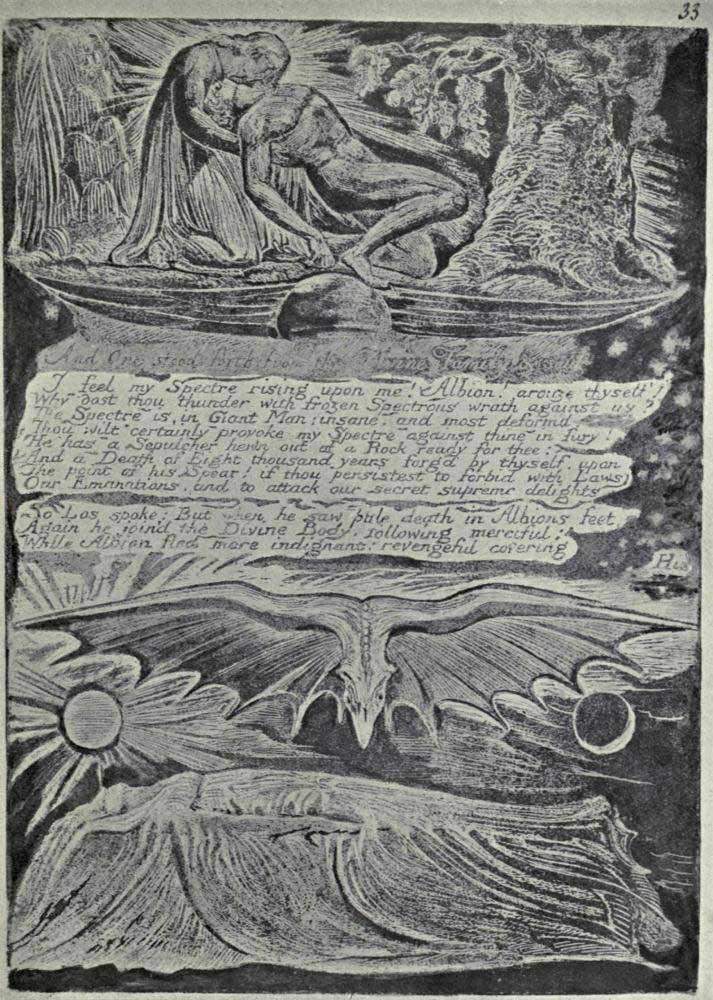 33
And One stood forth from the Divine Family & said
I feel my Spectre rising upon me! Albion! arouze thyself!
Why dost thou thunder with frozen Spectrous wrath against us?
The Spectre is, in Giant Man; insane, and most deform'd.
Thou wilt certainly provoke my Spectre against thine in fury!
He has a Sepulcher hewn out of a Rock ready for thee:
And a Death of Eight thousand years forg'd by thyself, upon
The point of his Spear! if thou persistest to forbid with Laws
Our Emanations, and to attack our secret supreme delights
So Los spoke: But when he saw pale death in Albions feet,
Again he join'd the Divine Body, following merciful;
While Albion fled more indignant: revengeful covering
His